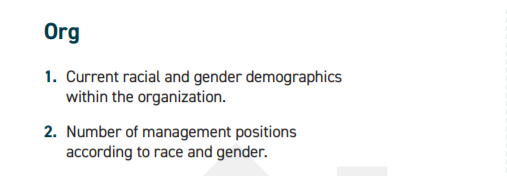 Org
1. Current racial and gender demographics
within the organization.
2. Number of management positions
according to race and gender.